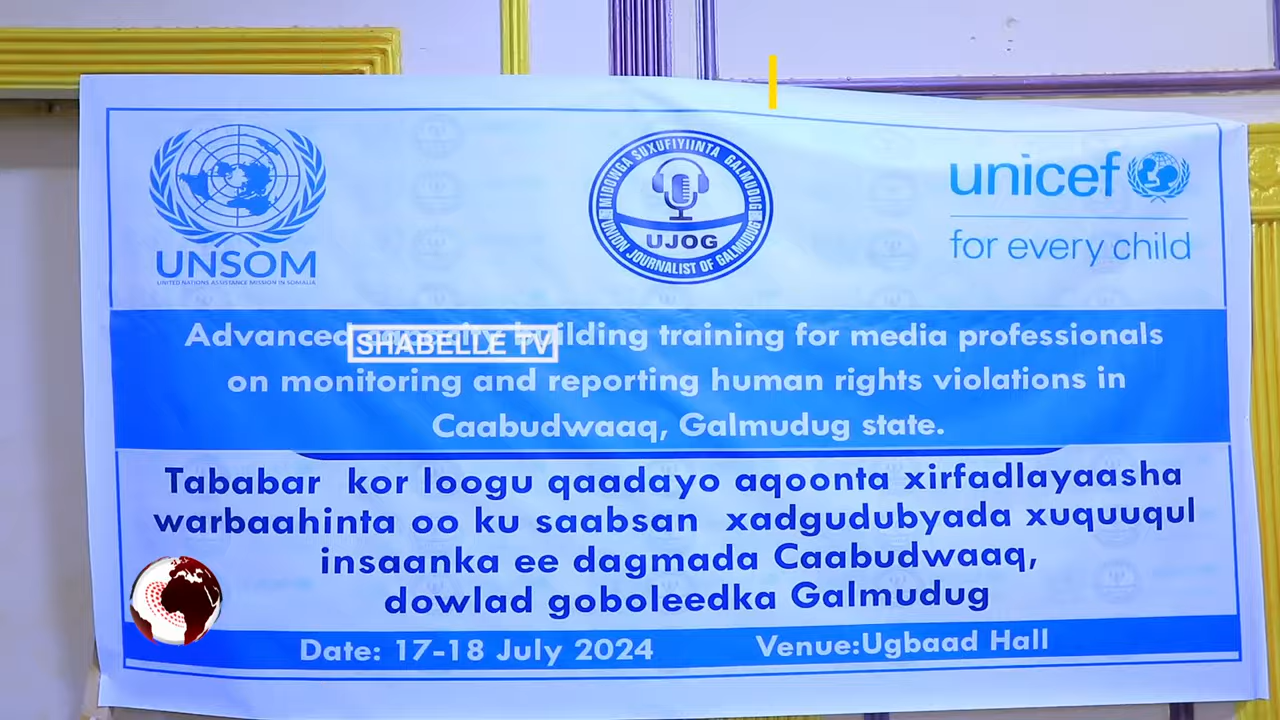 UNSOM
UNITED NATIONS ASSISTANCE MISSION IN SOMALIA
MIDOWGA SUXUFIYIINTA GALMUDUG
UJOG
UNION JOURNALIST OF GALMUDUG
unicef
for every child
Advanced capacity building training for media professionals
SHABELLE TV
on monitoring and reporting human rights violations in
Caabudwaaq, Galmudug state.
Tababar kor loogu qaadayo aqoonta xirfadlayaasha
warbaahinta oo ku saabsan xadgudubyada xuquuqul
insaanka ee dagmada Caabudwaaq,
dowlad goboleedka Galmudug
Date: 17-18 July 2024 Venue:Ugbaad Hall